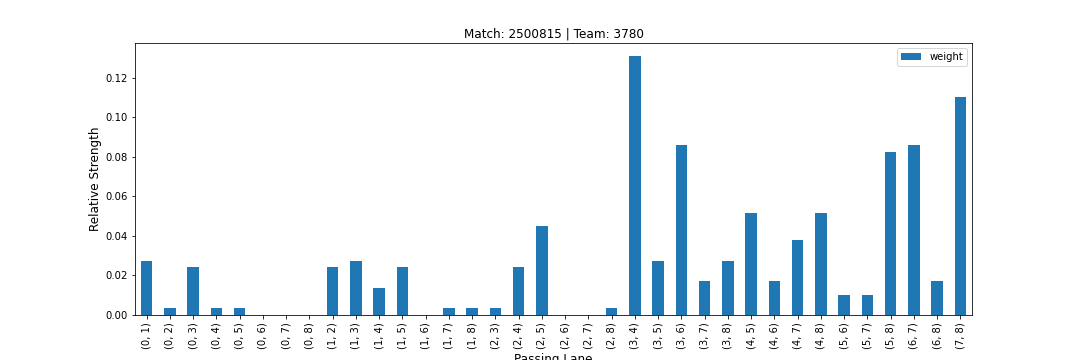 Match: 2500815 | Team: 3780
weight
Relative Strength
0.12
0.10
0.08
0.06
0.04
0.02
0.00
(0, 1) (0, 2) (0, 3) (0, 4) (0, 5) (0, 6) (0, 7) (0, 8) (1, 2) (1, 3) (1, 4) (1, 5) (1, 6) (1, 7) (1, 8) (2, 3) (2, 4) (2, 5) (2, 6) (2, 7) (2, 8) (3, 4) (3, 5) (3, 6) (3, 7) (3, 8) (4, 5) (4, 6) (4, 7) (4, 8) (5, 6) (5, 7) (5, 8) (6, 7) (6, 8) (7, 8)
Passing Lane